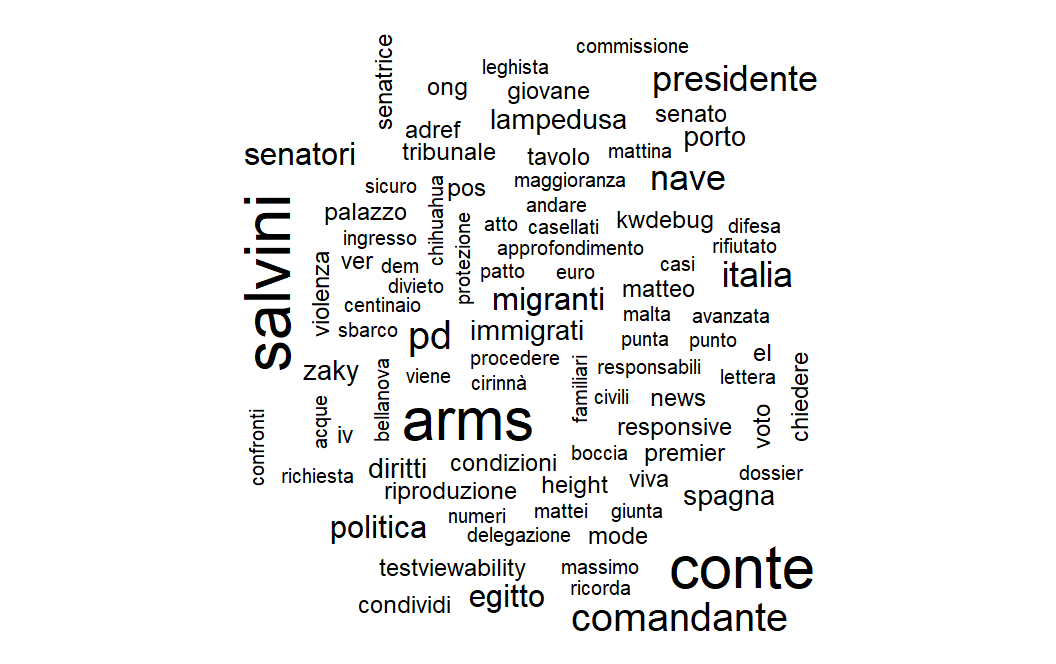 commissione
senatrice
leghista
presidente
ong
giovane
lampedusa
senato
adref
porto
senatori
tribunale
tavolo
mattina
sicuro
chihuahua
pos
maggioranza
nave
palazzo
andare
kwdebug
atto
casellati
difesa
salvini
ingresso
protezione
approfondimento
rifiutato
violenza
ver
dem
patto
euro
casi
italia
divieto
centinaio
migranti
matteo
malta
avanzata
sbarco
pd
immigrati
punta
punto
el
procedere
zaky
bellanova
viene
cirinnà
familiari
responsabili
lettera
chiedere
civili
news
confronti
acque
iv
arms
responsive
voto
boccia
premier
richiesta
diritti
condizioni
dossier
riproduzione
height
viva
spagna
politica
numeri
mattei
giunta
delegazione
mode
testviewability
massimo
conte
condividi
egitto
ricorda
comandante